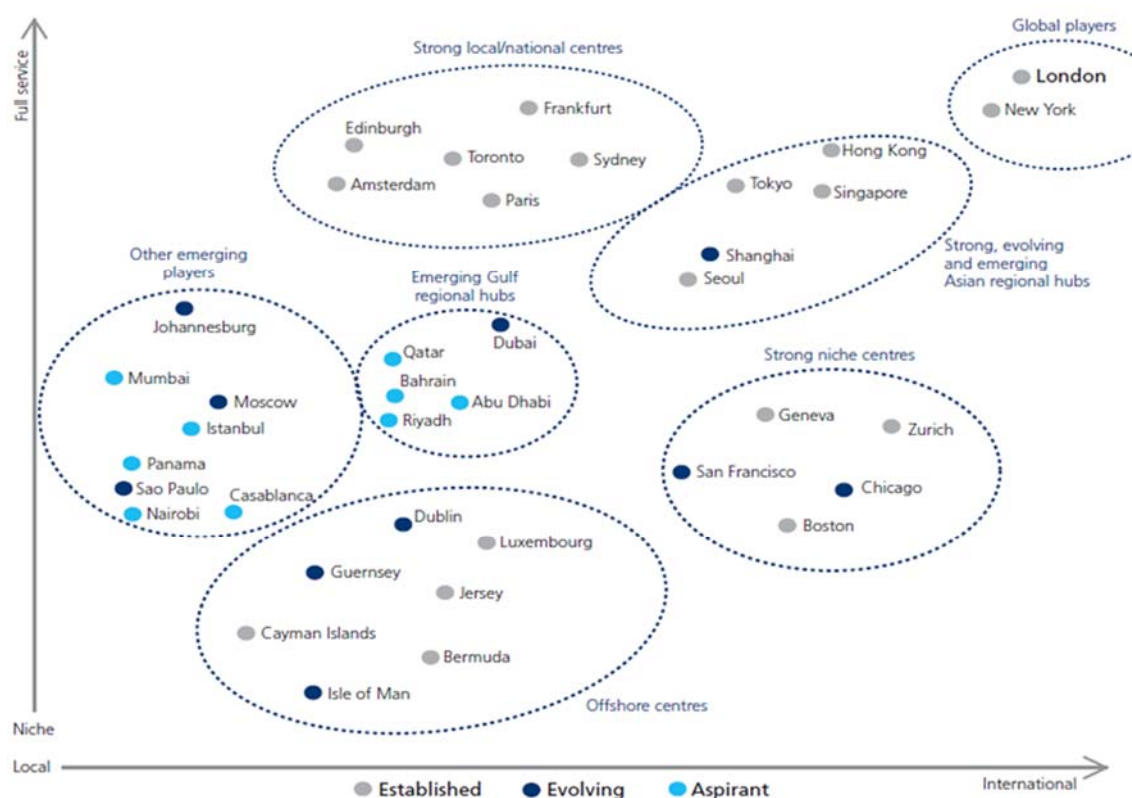 Full service
Strong local/national centres
Global players
London
New York
Frankfurt
Edinburgh
Toronto
Sydney
Amsterdam
Paris
Hong Kong
Tokyo
Singapore
Shanghai
Seoul
Strong, evolving
and emerging
Asian regional hubs
Other emerging
players
Johannesburg
Mumbai
Moscow
Istanbul
Panama
Sao Paulo
Casablanca
Nairobi
Emerging Gulf
regional hubs
Dubai
Qatar
Bahrain
Abu Dhabi
Riyadh
Strong niche centres
Geneva
Zurich
San Francisco
Chicago
Boston
Dublin
Luxembourg
Guernsey
Jersey
Cayman Islands
Bermuda
Isle of Man
Offshore centres
Niche
Local
International
Established Evolving Aspirant